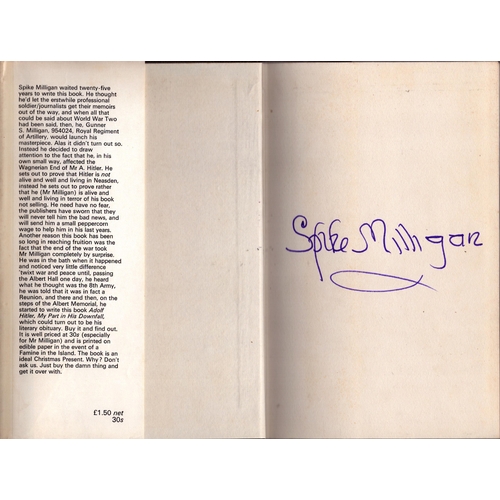 Spike Milligan waited twenty-five
years to write this book. He thought
he'd let the erstwhile professional
soldier/journalists get their memoirs
out of the way, and when all that
could be said about World War Two
had been said, then, he, Gunner
S. Milligan, 954024, Royal Regiment
of Artillery, would launch his
masterpiece. Alas it didn't turn out so.
Instead he decided to draw
attention to the fact that he, in his
own small way, affected the
Wagnerian End of Mr A. Hitler. He
sets out to prove that Hitler is not
alive and well and living in Neasden,
instead he sets out to prove rather
that he (Mr Milligan) is alive and
well and living in terror of his book
not selling. He need have no fear,
the publishers have sworn that they
will never tell him the bad news, and
will send him a small peppercorn
wage to help him in his last years.
Another reason this book has been
so long in reaching fruition was the
fact that the end of the war took
Mr Milligan completely by surprise.
He was in the bath when it happened
and noticed very little difference
'twixt war and peace until, passing
the Albert Hall one day, he heard
what he thought was the 8th Army,
he was told that it was in fact a
Reunion, and there and then, on the
steps of the Albert Memorial, he
started to write this book Adolf
Hitler, My Part in His Downfall,
which could turn out to be his
literary obituary. Buy it and find out.
It is well priced at 30s (especially
for Mr Milligan) and is printed on
edible paper in the event of a
Famine in the Island. The book is an
ideal Christmas Present. Why? Don't
ask us. Just buy the damn thing and
get it over with.
£1.50 net
30s
Spike Milligan